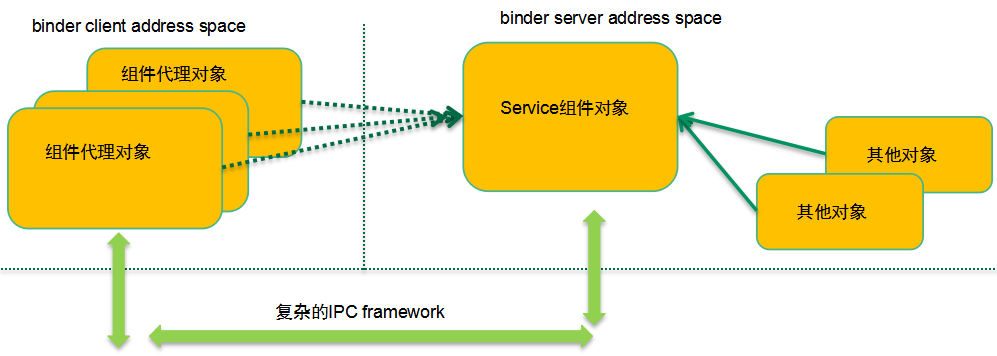 binder client address space
binder server address space
组件代理对象
组件代理对象
Service组件对象
其他对象
其他对象
复杂的IPC framework